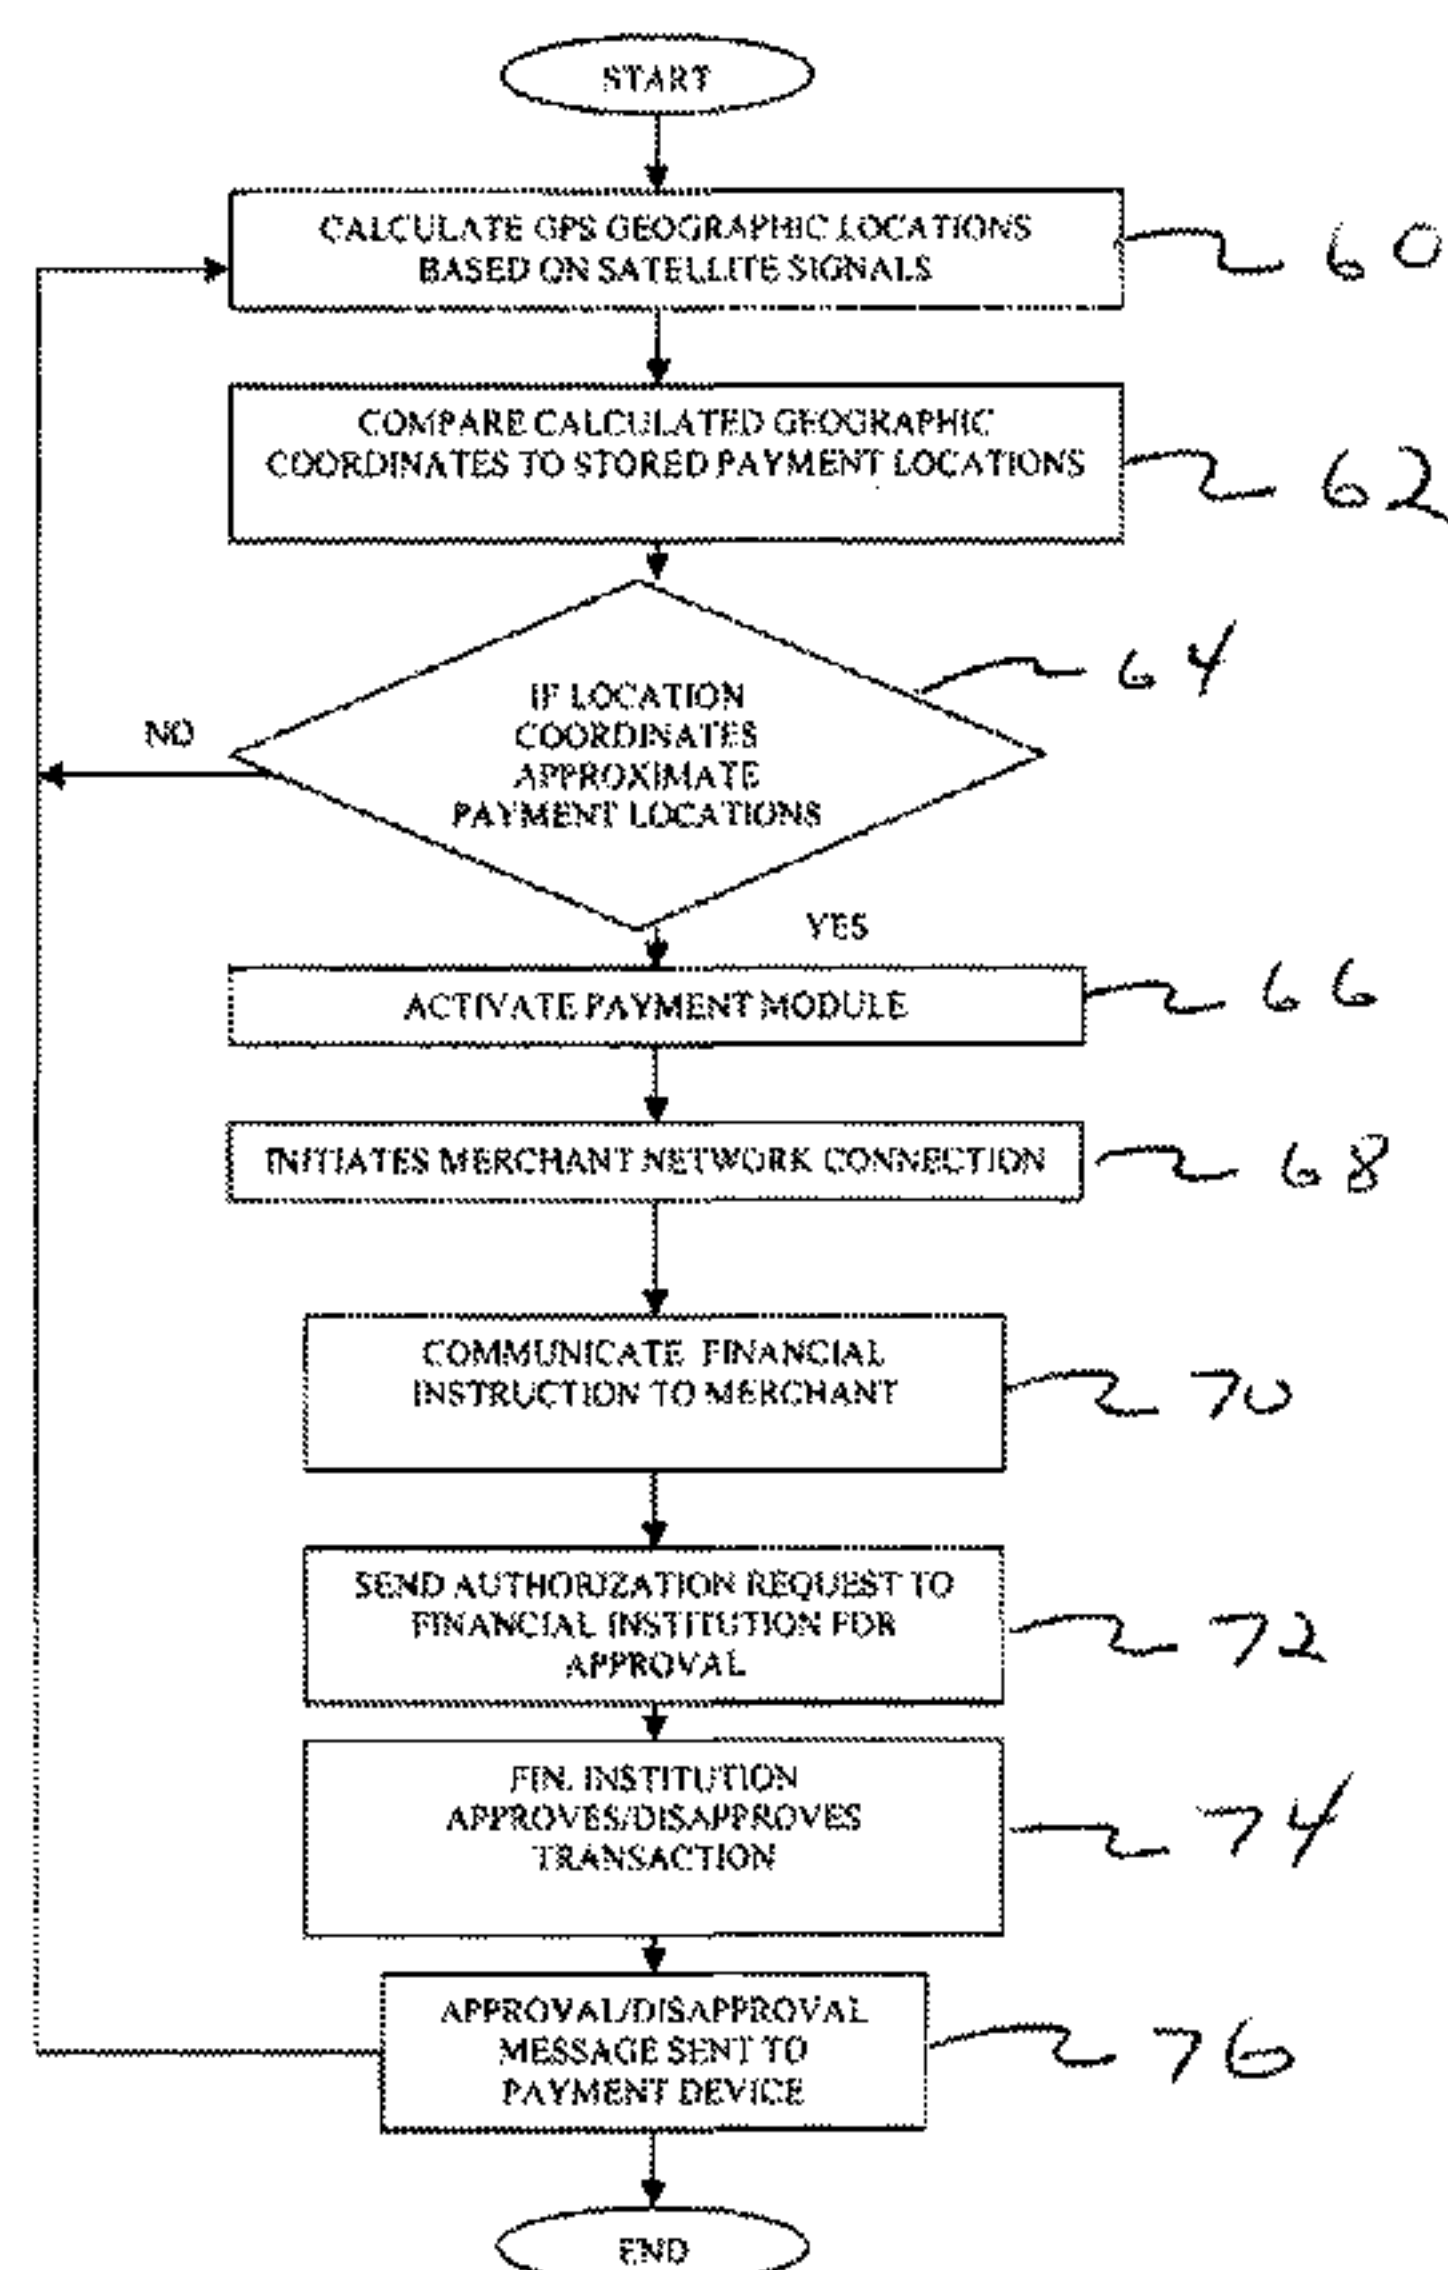 START
CALCULATE GPS GEOGRAPHIC LOCATIONS
BASED ON SATELLITE SIGNALS
60
COMPARE CALCULATED GEOGRAPHIC
COORDINATES TO STORED PAYMENT LOCATIONS
62
64
IF LOCATION
COORDINATES
APPROXIMATE
PAYMENT LOCATIONS
NO
YES
ACTIVATE PAYMENT MODULE
66
INITIATES MERCHANT NETWORK CONNECTION
68
COMMUNICATE FINANCIAL
INSTRUCTION TO MERCHANT
70
SEND AUTHORIZATION REQUEST TO
FINANCIAL INSTITUTION FOR
APPROVAL
72
FIN. INSTITUTION
APPROVES/DISAPPROVES
TRANSACTION
74
APPROVAL/DISAPPROVAL
MESSAGE SENT TO
PAYMENT DEVICE
76
END